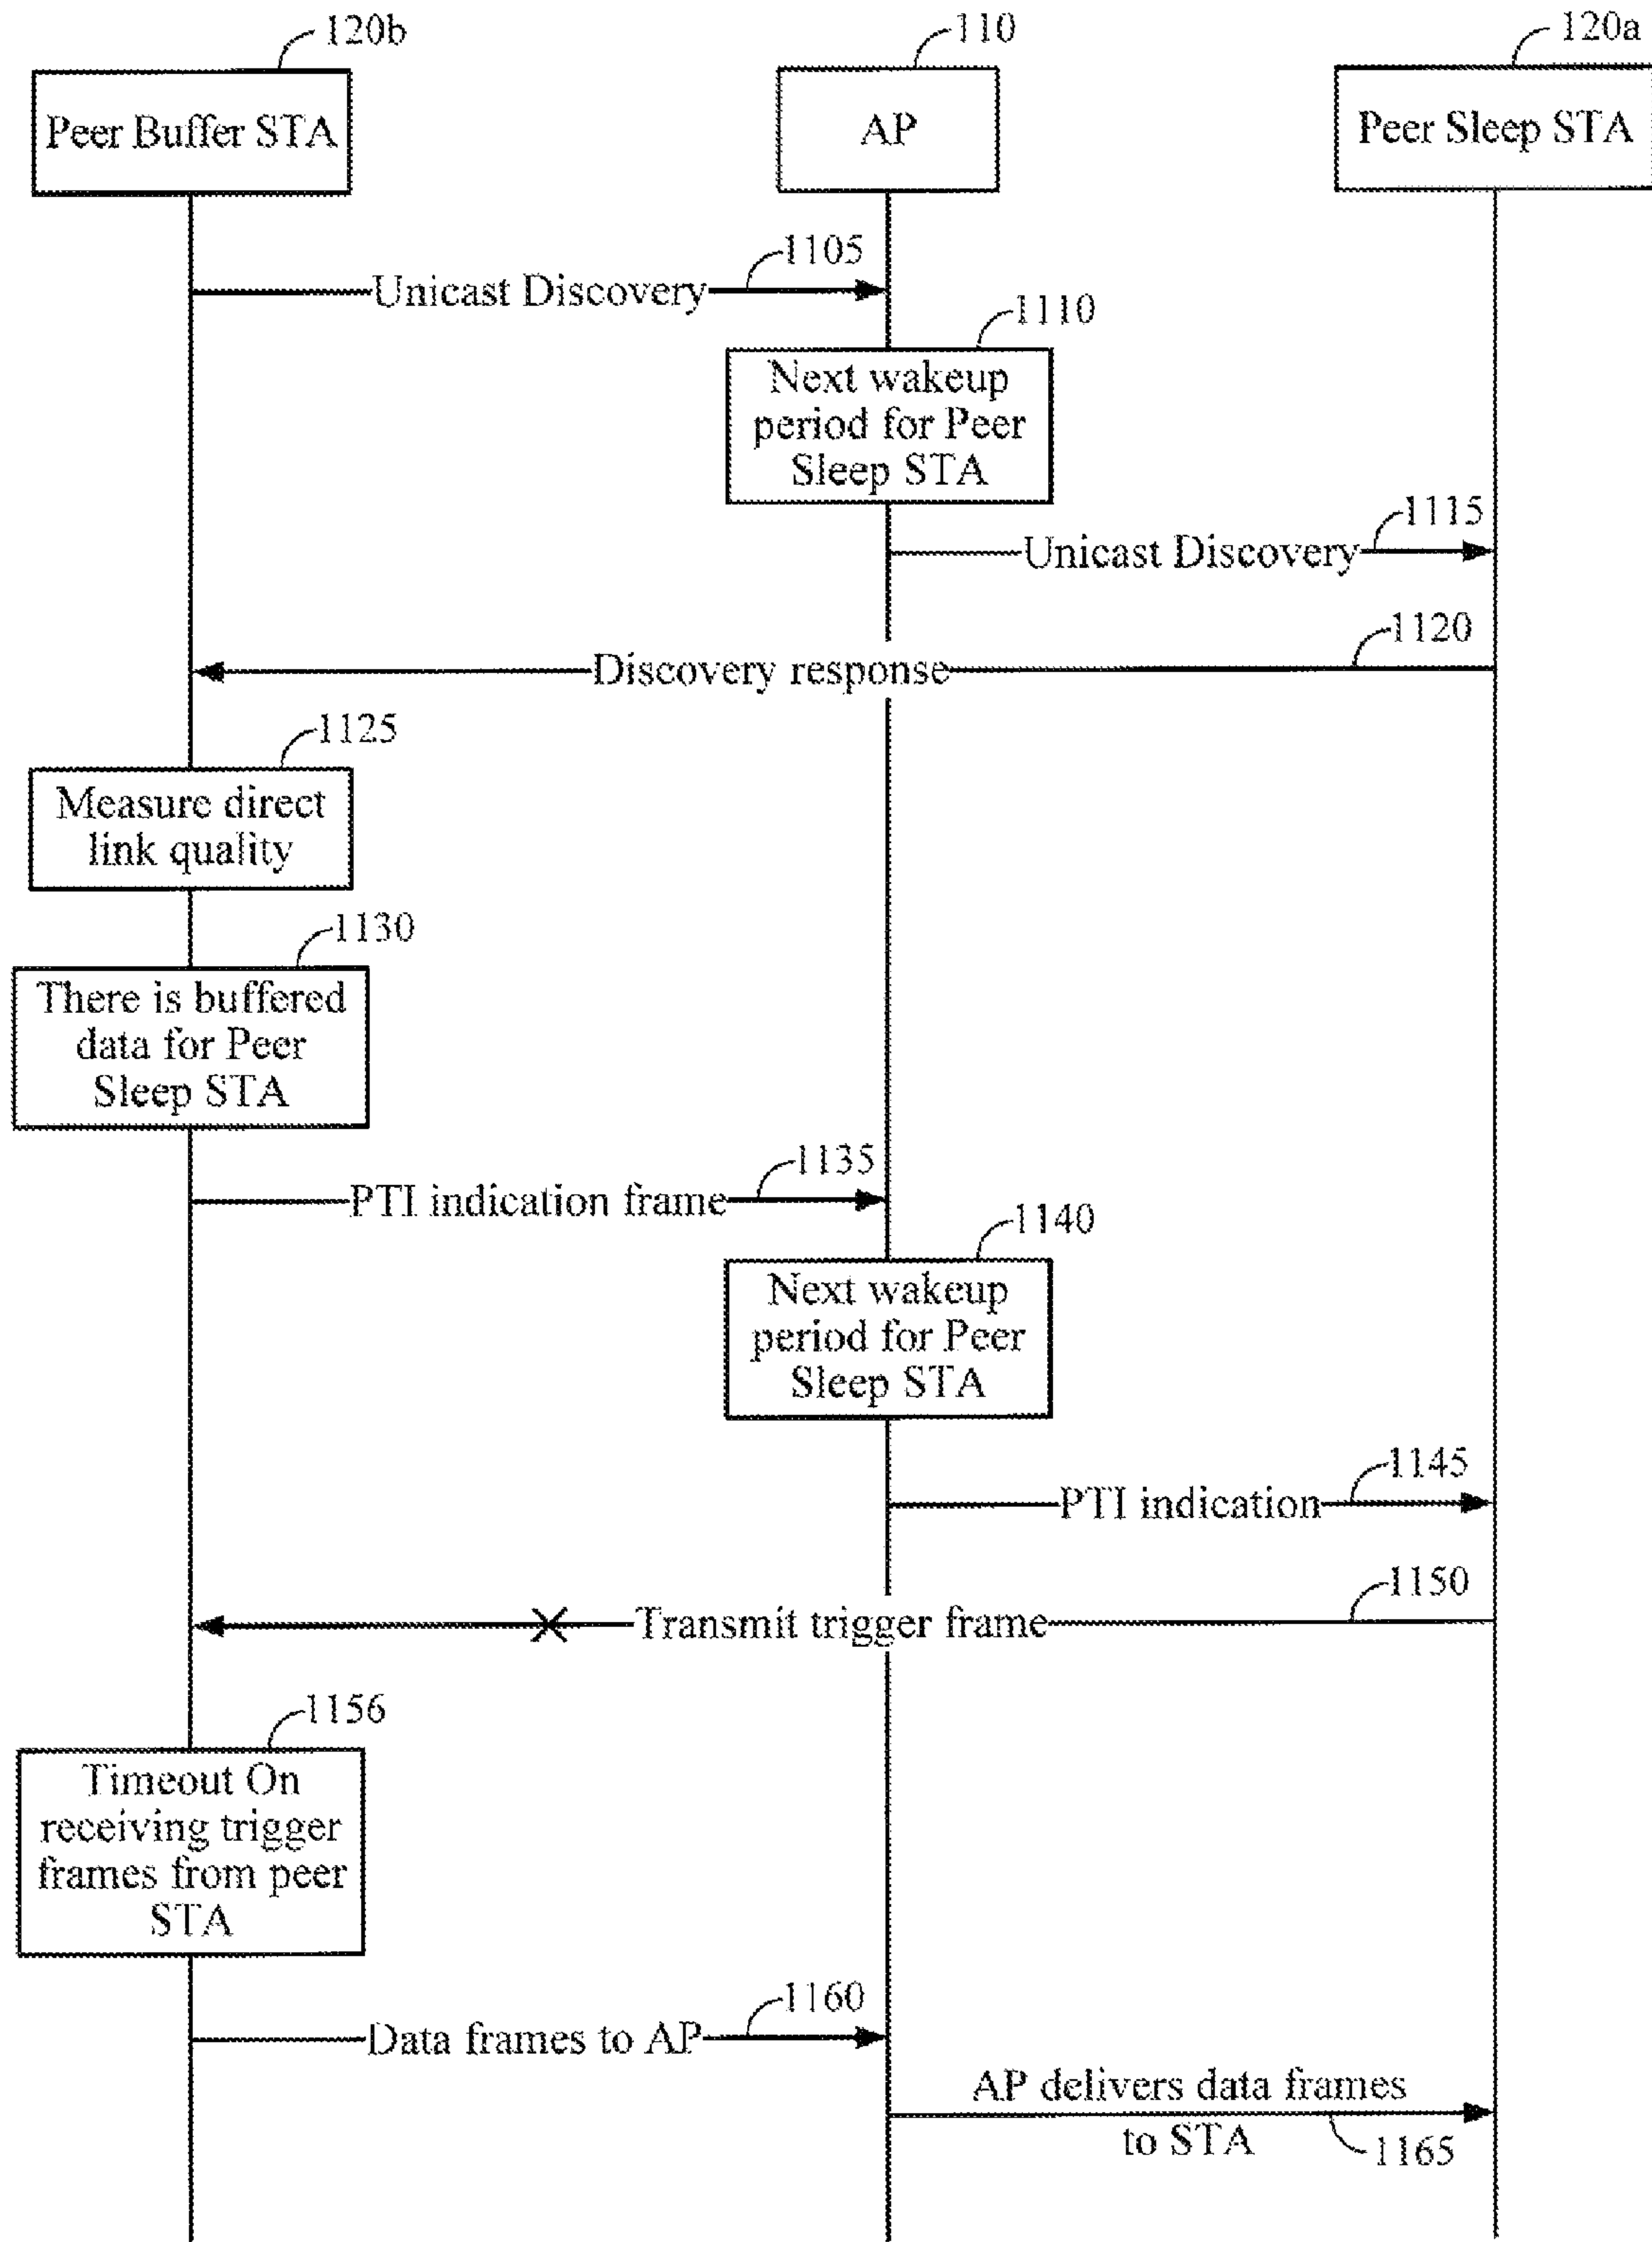 120b
110
120a
Peer Buffer STA
AP
Peer Sleep STA
1105
Unicast Discovery
1110
Next wakeup
period for Peer
Sleep STA
1115
Unicast Discovery
1120
Discovery response
1125
Measure direct
link quality
1130
There is buffered
data for Peer
Sleep STA
1135
PTI indication frame
1140
Next wakeup
period for Peer
Sleep STA
1145
PTI indication
1150
Transmit trigger frame
1156
Timeout On
receiving trigger
frames from peer
STA
1160
Data frames to AP
AP delivers data frames
to STA
1165